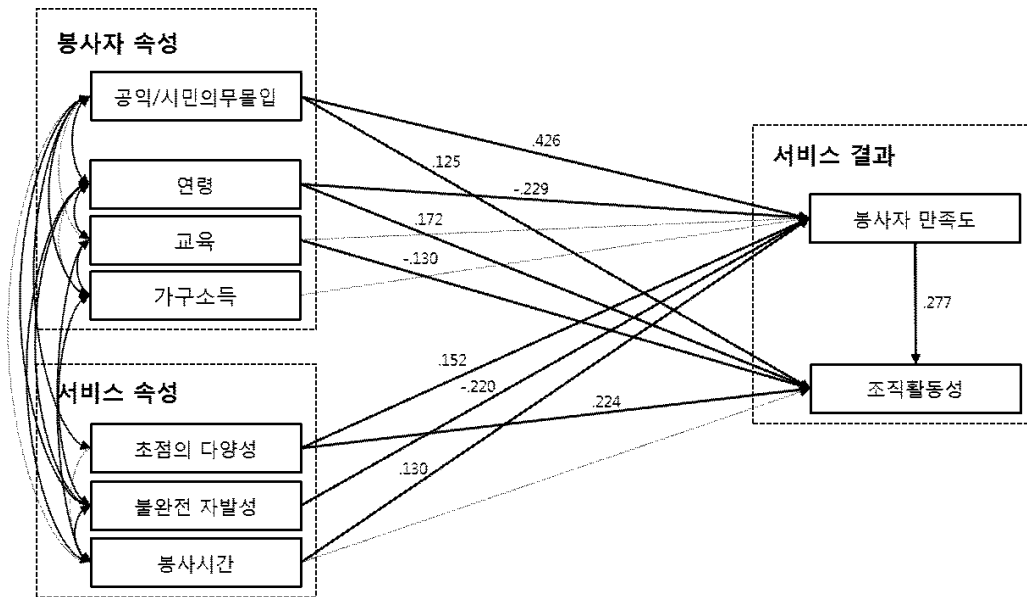 봉사자 속성
공익/시민의무몰입
연령
교육
가구소득
서비스 속성
초점의 다양성
불완전 자발성
봉사시간
.426
.125
-.229
.172
-.130
.152
-.220
.224
.130
서비스 결과
봉사자 만족도
.277
조직활동성